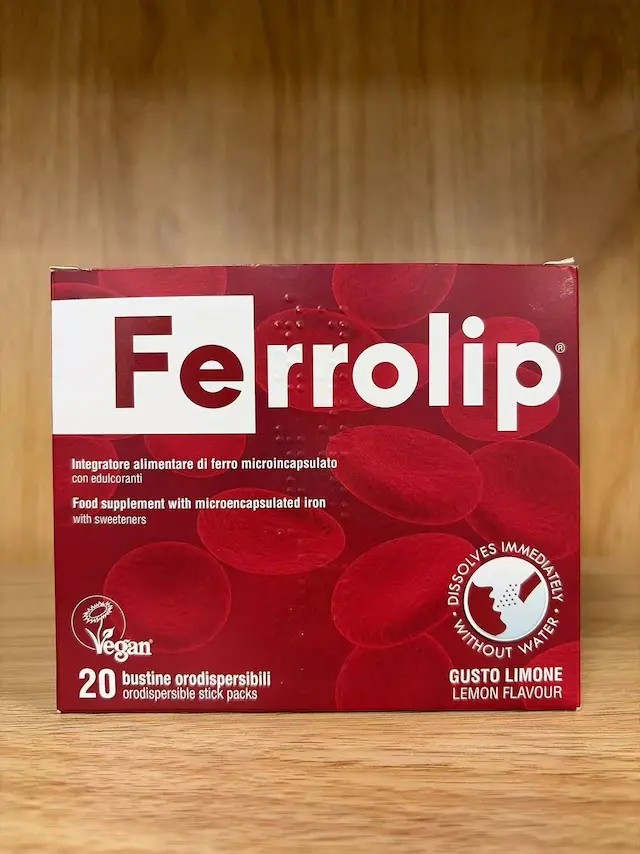 Ferrolip®
Integratore alimentare di ferro microincapsulato
con edulcoranti
Food supplement with microencapsulated iron
with sweeteners
DISSOLVES IMMEDIATELY
• WITHOUT WATER •
Vegan
20 bustine orodispersibili
orodispersible stick packs
GUSTO LIMONE
LEMON FLAVOUR